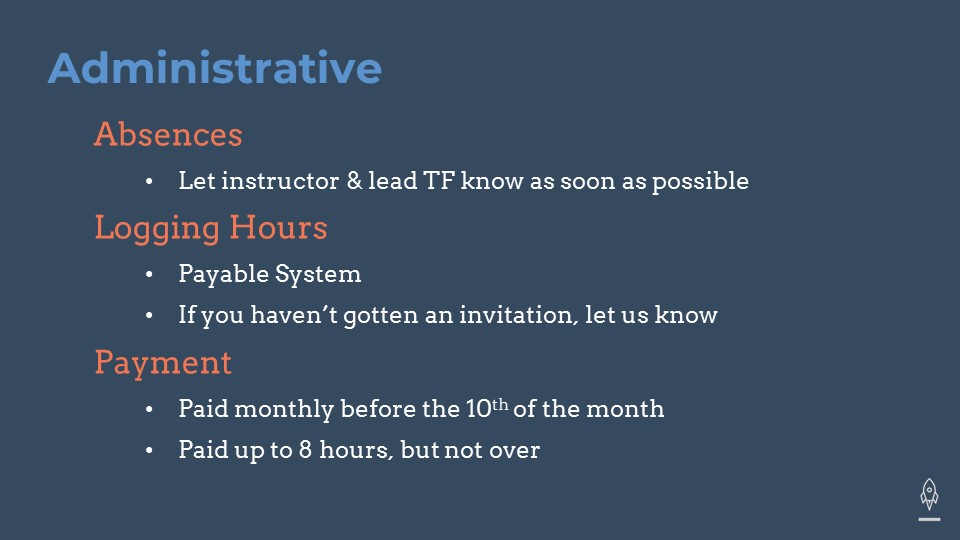 Administrative
Absences
• Let instructor & lead TF know as soon as possible
Logging Hours
• Payable System
• If you haven’t gotten an invitation, let us know
Payment
• Paid monthly before the 10th of the month
• Paid up to 8 hours, but not over